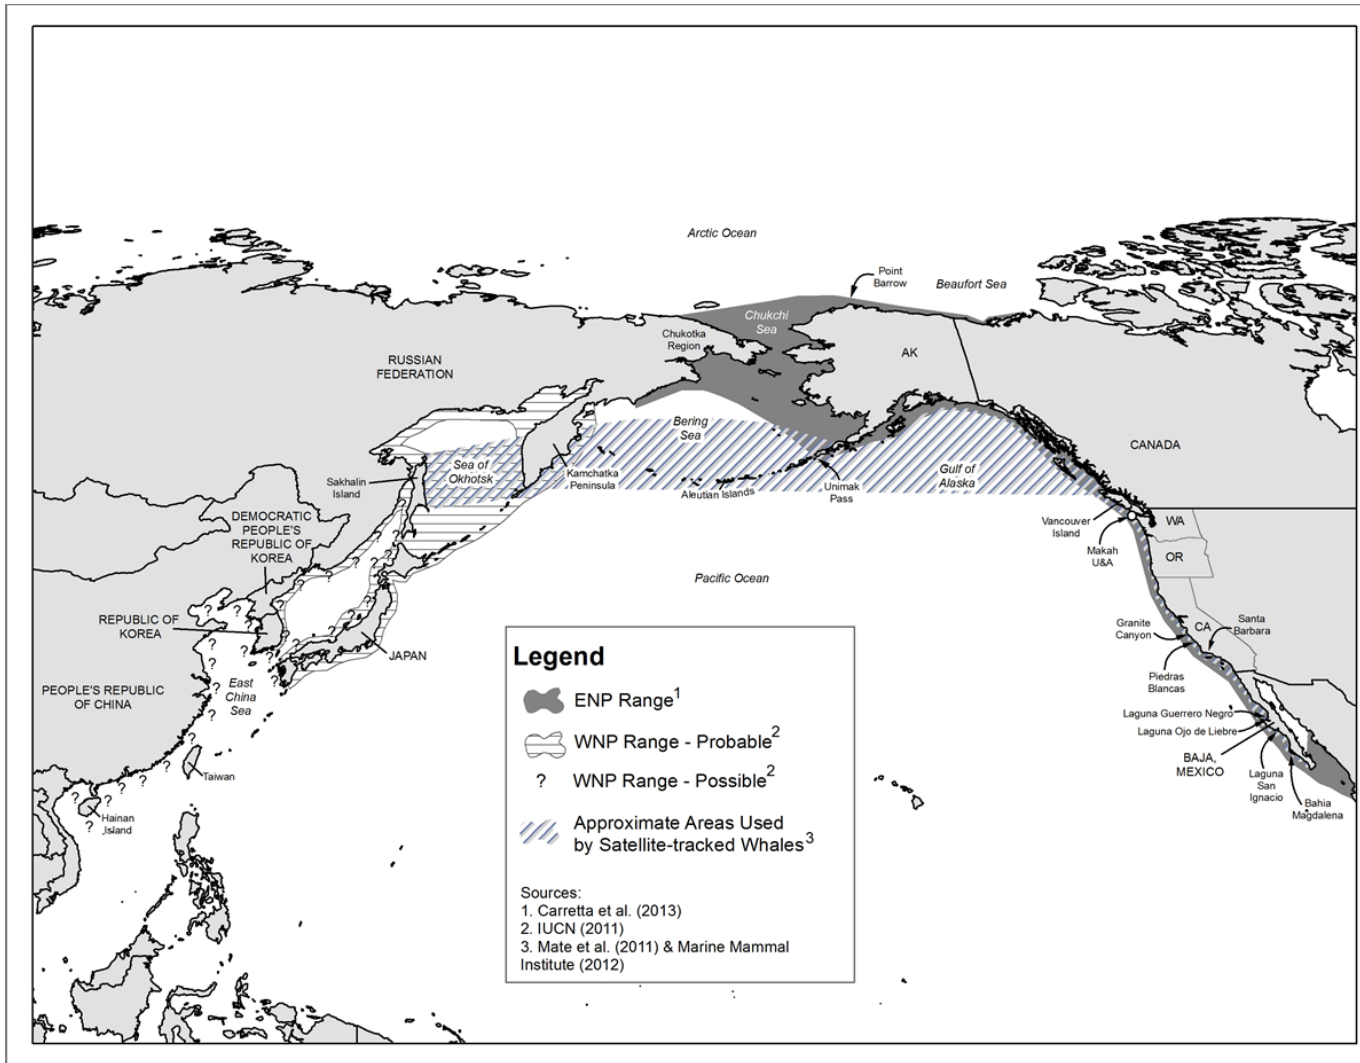 Arctic Ocean
Point
Barrow
Beaufort Sea
Chukchi
Sea
Chukotka
Region
AK
RUSSIAN
FEDERATION
Bering
Sea
CANADA
Sea of
Okhotsk
Kamchatka
Peninsula
Sakhalin
Island
Aleutian Islands
Unimak
Pass
Gulf of
Alaska
DEMOCRATIC
PEOPLE'S
REPUBLIC OF
KOREA
Vancouver
Island
WA
Makah
U&A
OR
Pacific Ocean
? ? ? ? ? ? ? ? ? ? ? ? ? ? ? ? ? ? ? ? ? ? ? ? ? ?
REPUBLIC OF
KOREA
JAPAN
Granite
Canyon
CA
Santa
Barbara
Piedras
Blancas
PEOPLE'S REPUBLIC
OF CHINA
East
China
Sea
Laguna Guerrero Negro
Laguna Ojo de Liebre
BAJA,
MEXICO
Laguna
San
Ignacio
Bahia
Magdalena
Taiwan
Hainan
Island
Legend
ENP Range1
WNP Range - Probable2
? WNP Range - Possible2
Approximate Areas Used
by Satellite-tracked Whales3
Sources:
1. Carretta et al. (2013)
2. IUCN (2011)
3. Mate et al. (2011) & Marine Mammal
Institute (2012)